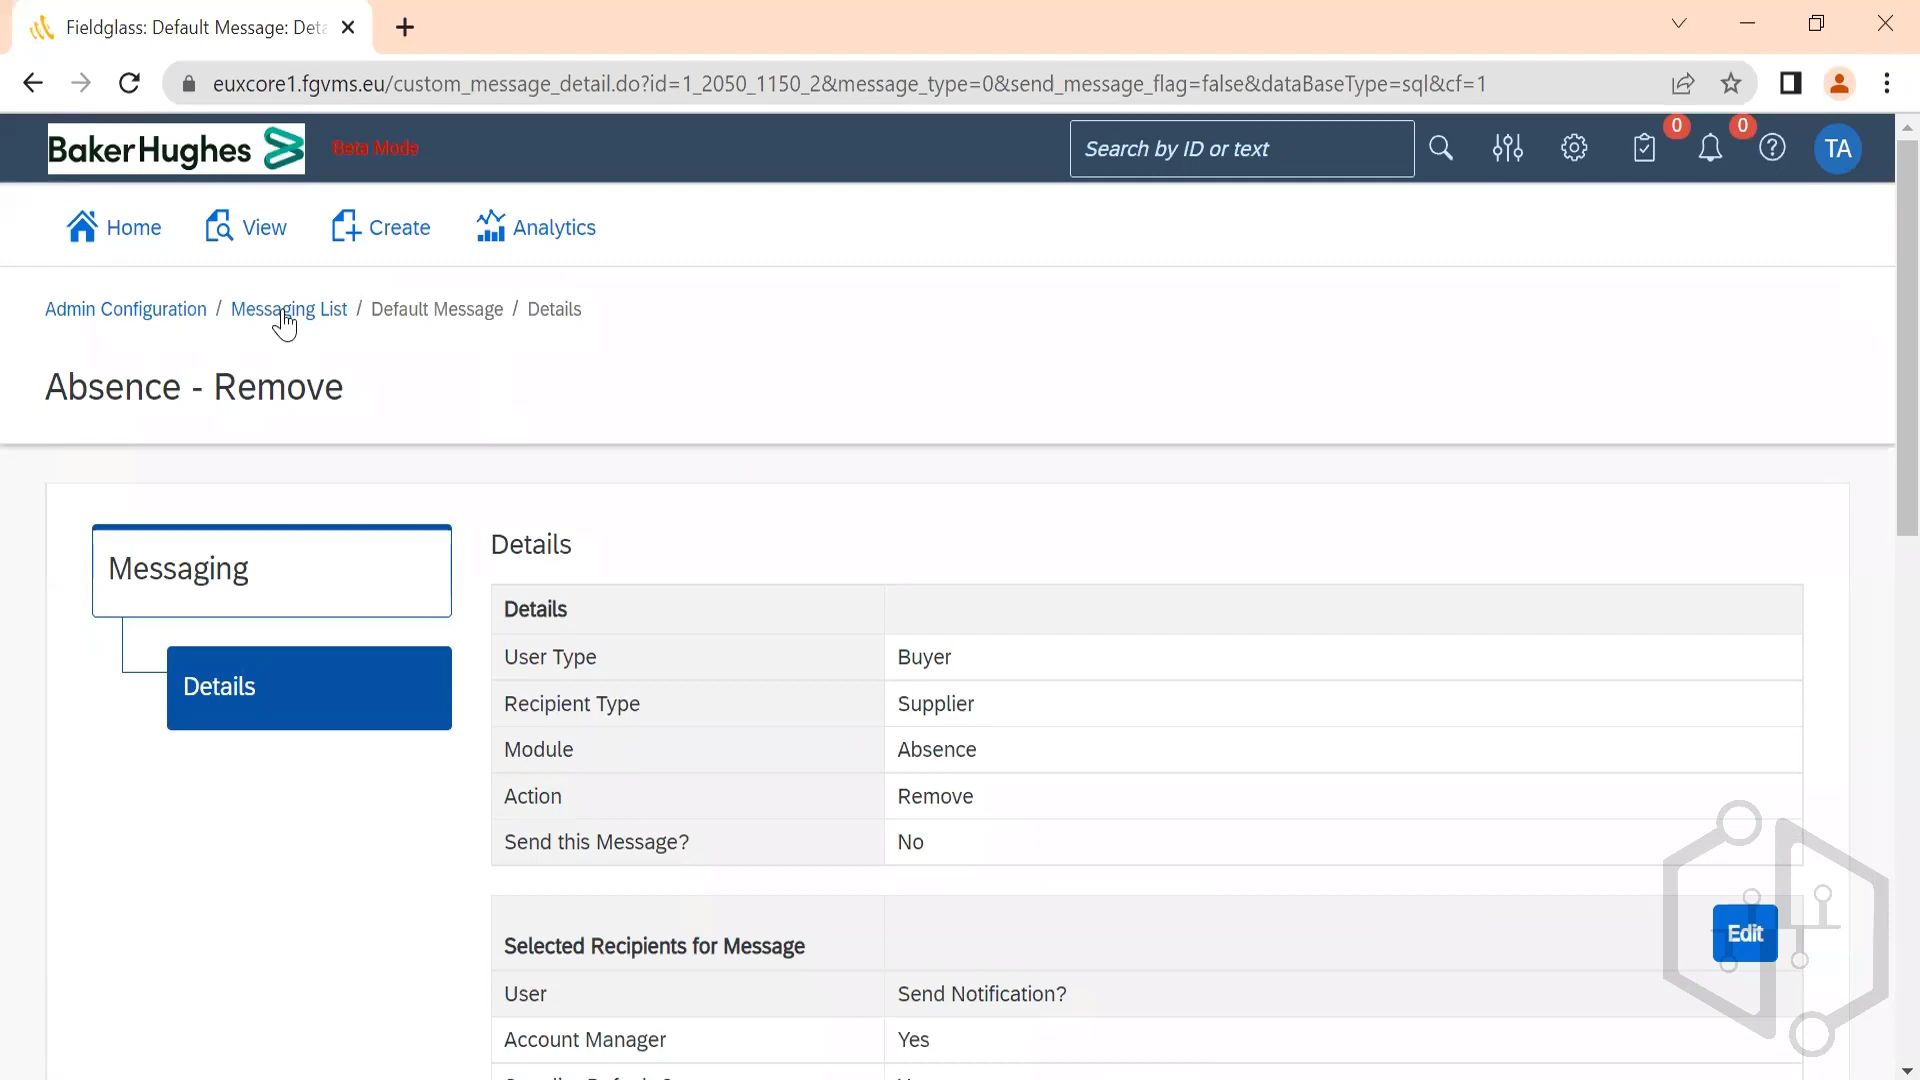 Fieldglass: Default Message: Deta
euxcore1.fgvms.eu/custom_message_detail.do?id=1_2050_1150_2&message_type=0&send_message_flag=false&dataBaseType=sql&cf=1
Baker Hughes
Beta Mode
Search by ID or text
0
0
TA
Home
View
Create
Analytics
Admin Configuration / Messaging List / Default Message / Details
Absence - Remove
Messaging
Details
Details
Details
User Type Buyer
Recipient Type Supplier
Module Absence
Action Remove
Send this Message? No
Selected Recipients for Message
Edit
User Send Notification?
Account Manager Yes